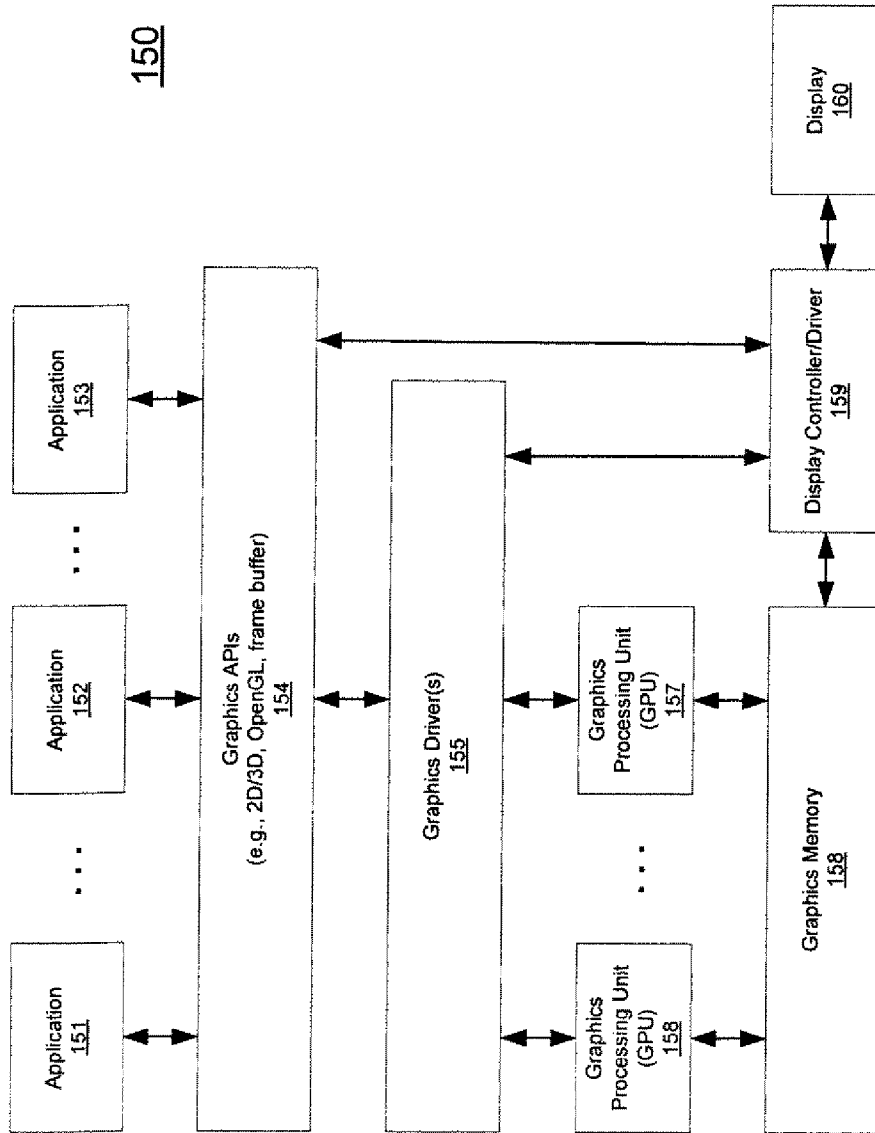 150
Application
151
. . .
Application
152
. . .
Application
153
Graphics APIs
(e.g., 2D/3D, OpenGL, frame buffer)
154
Graphics Driver(s)
155
Graphics
Processing Unit
(GPU)
158
. . .
Graphics
Processing Unit
(GPU)
157
Graphics Memory
158
Display Controller/Driver
159
Display
160